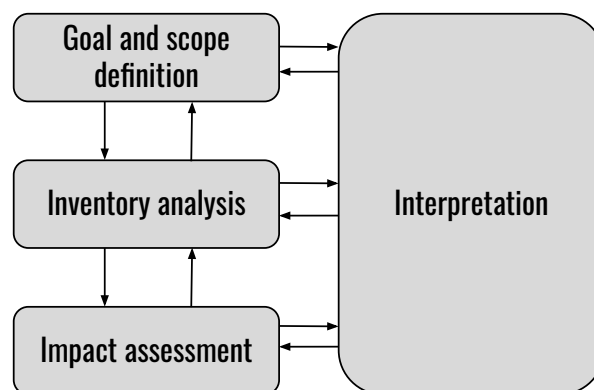 Goal and scope
definition
Inventory analysis
Interpretation
Impact assessment